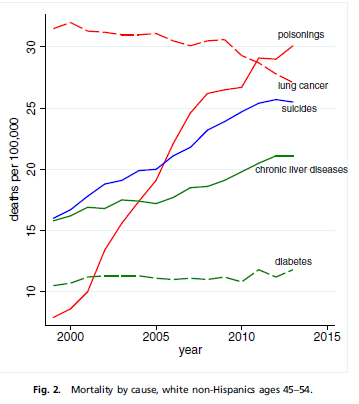 poisonings
lung cancer
suicides
chronic liver diseases
diabetes
deaths per 100,000
30
25
20
15
10
2000 2005 2010 2015
year
Fig. 2. Mortality by cause, white non-Hispanics ages 45–54.